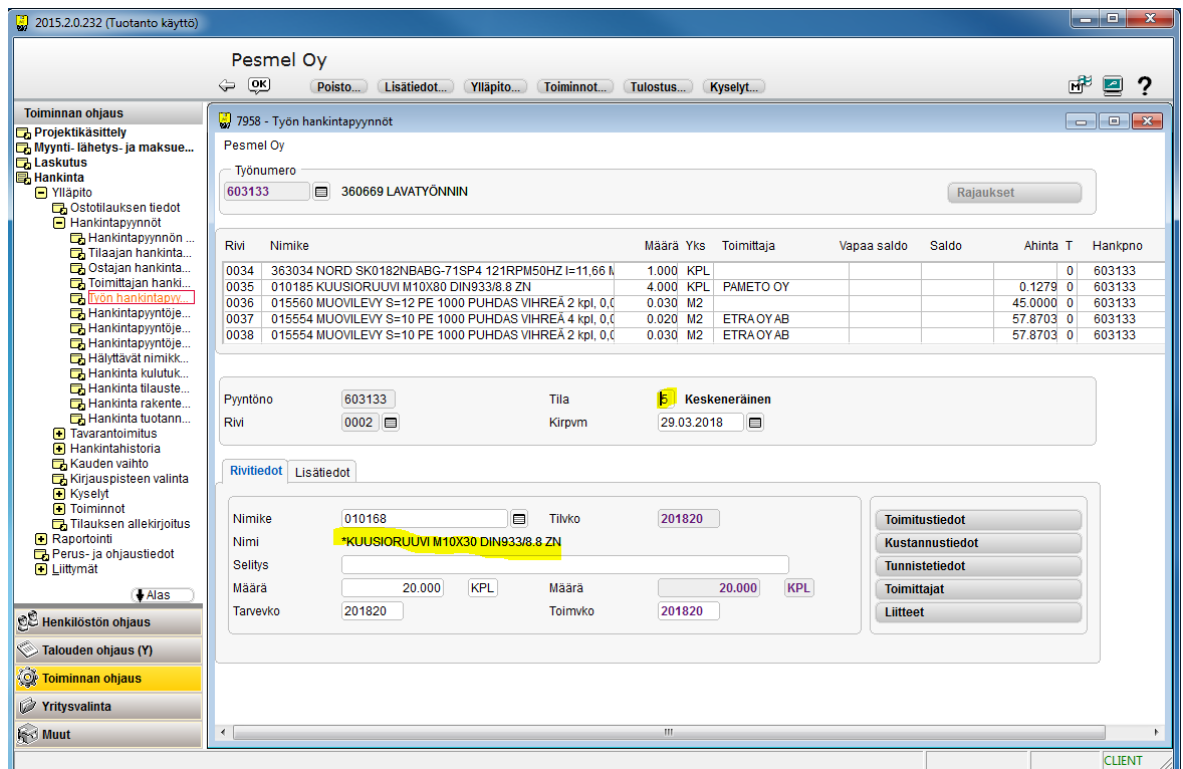 2015.2.0.232 (Tuotanto käyttö)
Pesmel Oy
OK Poisto... Lisätiedot... Ylläpito... Toiminnot... Tulostus... Kyselyt... M ?
Toiminnan ohjaus
Projektikäsittely
Myynti- lähetys- ja maksue...
Laskutus
Hankinta
Ylläpito
Ostotilauksen tiedot
Hankintapyynnöt
Hankintapyynnön ...
Tilaajan hankinta...
Ostajan hankinta...
Toimittajan hanki...
Työn hankintapyy...
Hankintapyyntöje...
Hankintapyyntöje...
Hankintapyyntöje...
Hälyttävät nimikk...
Hankinta kulutuk...
Hankinta tilauste...
Hankinta rakente...
Hankinta tuotann...
Tavarantoimitus
Hankintahistoria
Kauden vaihto
Kirjauspisteen valinta
Kyselyt
Toiminnot
Tilauksen allekirjoitus
Raportointi
Perus- ja ohjaustiedot
Liittymät
Alas
Henkilöstön ohjaus
Talouden ohjaus (Y)
Toiminnan ohjaus
Yritysvalinta
Muut
7958 - Työn hankintapyynnöt
Pesmel Oy
Työnumero
603133 360669 LAVATYÖNNIN Rajaukset
Rivi Nimike Määrä Yks Toimittaja Vapaa saldo Saldo Ahinta T Hankpno
0034 363034 NORD SK0182NBABG-71SP4 121RPM50HZ I=11,66 M 1.000 KPL 0 603133
0035 010185 KUUSIORUUVI M10X80 DIN933/8.8 ZN 4.000 KPL PAMETO OY 0.1279 0 603133
0036 015560 MUOVILEVY S=12 PE 1000 PUHDAS VIHREÄ 2 kpl, 0,0 0.030 M2 45.0000 0 603133
0037 015554 MUOVILEVY S=10 PE 1000 PUHDAS VIHREÄ 4 kpl, 0,0 0.020 M2 ETRA OY AB 57.8703 0 603133
0038 015554 MUOVILEVY S=10 PE 1000 PUHDAS VIHREÄ 2 kpl, 0,0 0.030 M2 ETRA OY AB 57.8703 0 603133
Pyyntöno 603133 Tila 5 Keskeneräinen
Rivi 0002 Kirpvm 29.03.2018
Rivitiedot Lisätiedot
Nimike 010168 Tilvko 201820
Nimi *KUUSIORUUVI M10X30 DIN933/8.8 ZN
Selitys
Määrä 20.000 KPL Määrä 20.000 KPL
Tarvevko 201820 Toimvko 201820
Toimitustiedot
Kustannustiedot
Tunnistetiedot
Toimittajat
Liitteet
CLIENT